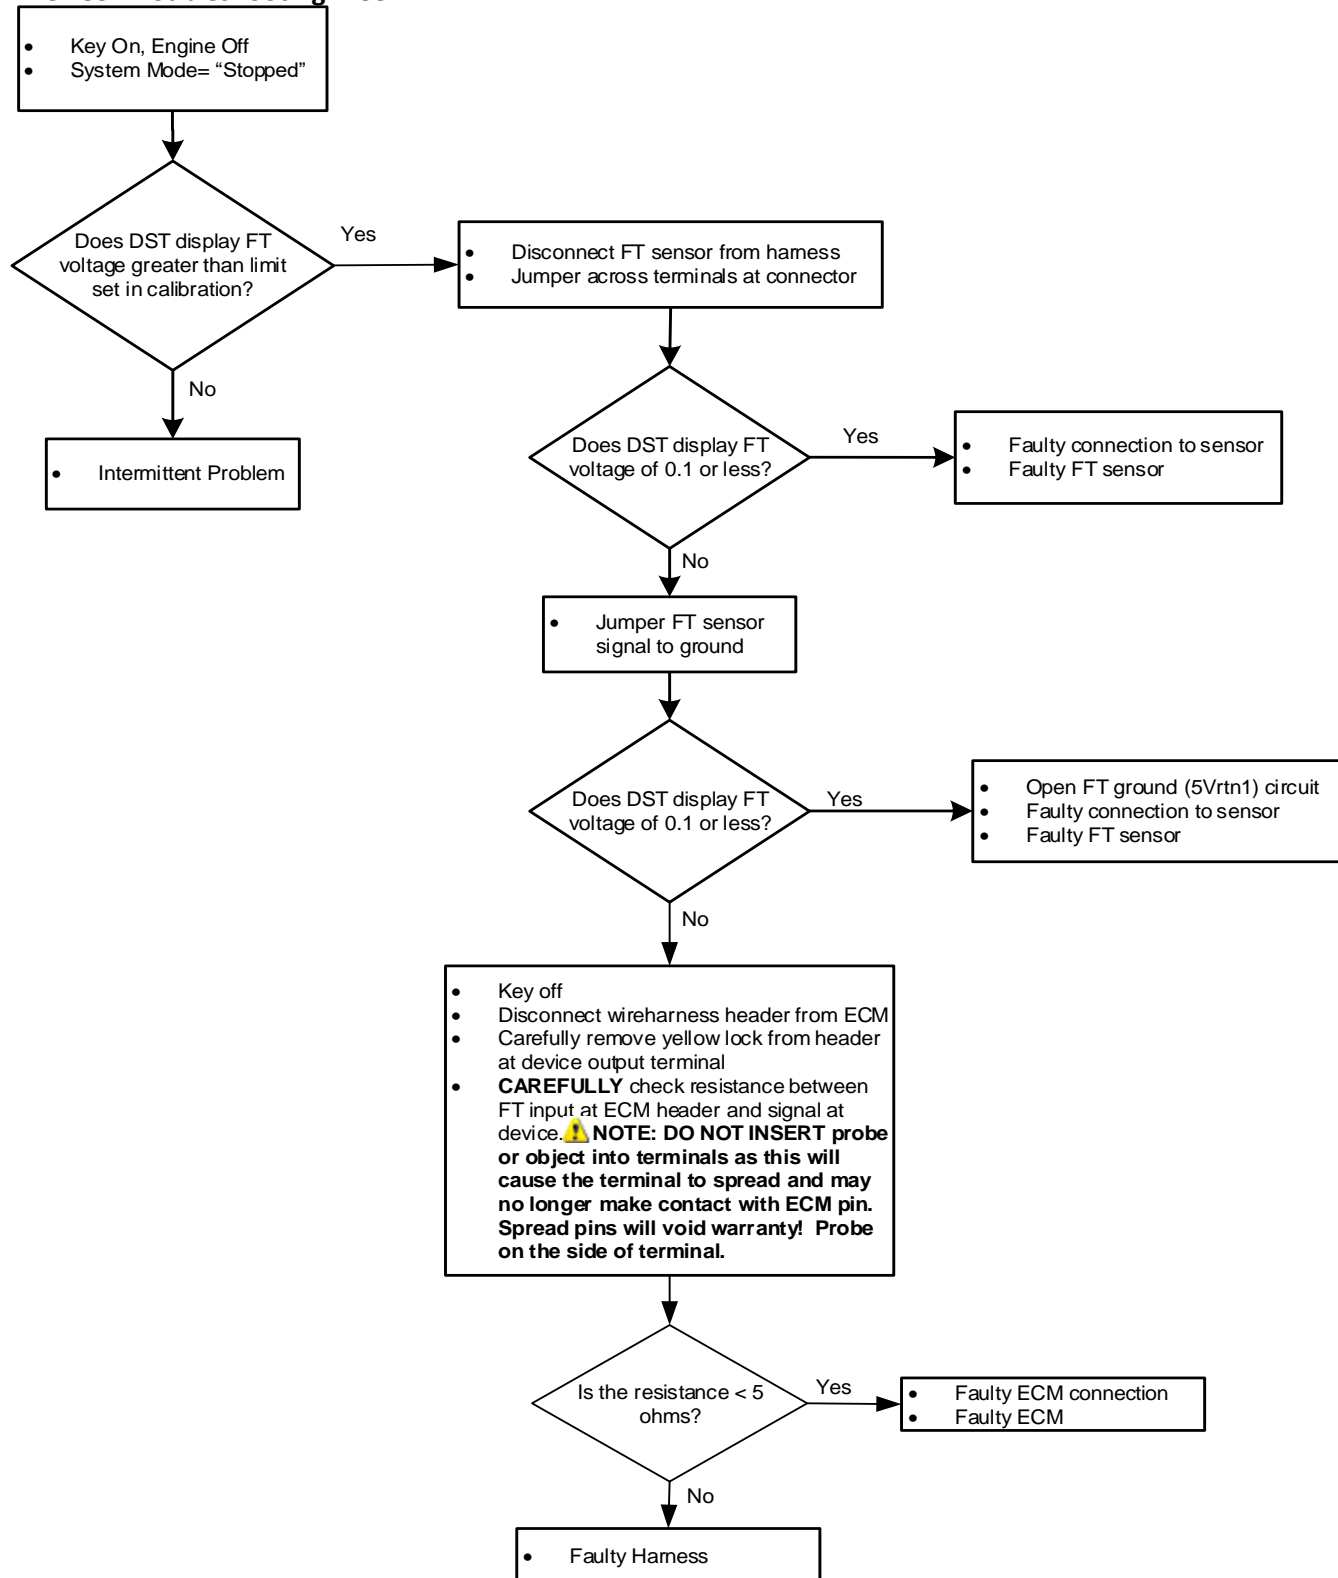 • Key On, Engine Off
• System Mode= “Stopped”
Does DST display FT
voltage greater than limit
set in calibration?
Yes
• Disconnect FT sensor from harness
• Jumper across terminals at connector
No
• Intermittent Problem
Does DST display FT
voltage of 0.1 or less?
Yes
• Faulty connection to sensor
• Faulty FT sensor
No
• Jumper FT sensor
signal to ground
Does DST display FT
voltage of 0.1 or less?
Yes
• Open FT ground (5Vrtn1) circuit
• Faulty connection to sensor
• Faulty FT sensor
No
• Key off
• Disconnect wireharness header from ECM
• Carefully remove yellow lock from header
at device output terminal
• CAREFULLY check resistance between
FT input at ECM header and signal at
device. NOTE: DO NOT INSERT probe
or object into terminals as this will
cause the terminal to spread and may
no longer make contact with ECM pin.
Spread pins will void warranty! Probe
on the side of terminal.
Is the resistance < 5
ohms?
Yes
• Faulty ECM connection
• Faulty ECM
No
• Faulty Harness